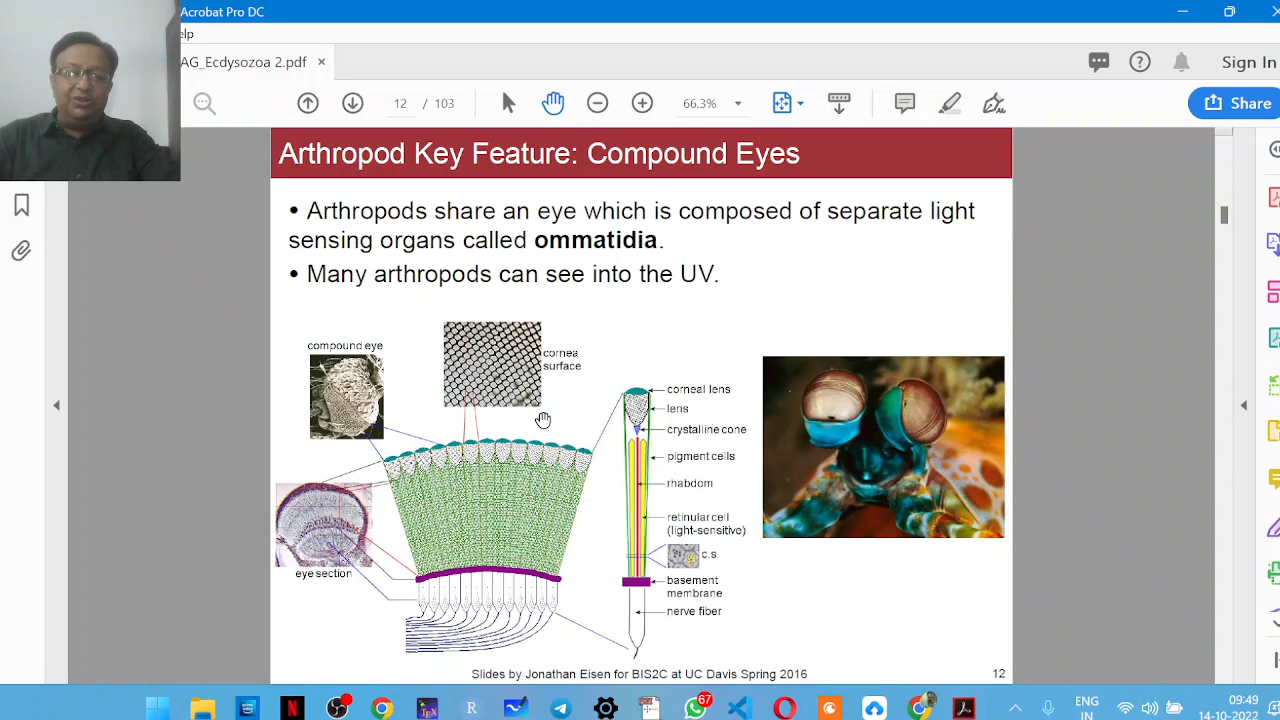 Acrobat Pro DC
elp
AG_Ecdysozoa 2.pdf
Sign In
12 / 103
66.3%
Share
Arthropod Key Feature: Compound Eyes
• Arthropods share an eye which is composed of separate light
sensing organs called ommatidia.
• Many arthropods can see into the UV.
compound eye
cornea
surface
corneal lens
lens
crystalline cone
pigment cells
rhabdom
retinular cell
(light-sensitive)
c.s.
eye section
basement
membrane
nerve fiber
Slides by Jonathan Eisen for BIS2C at UC Davis Spring 2016
12
67
ENG
IN
09:49
14-10-2022